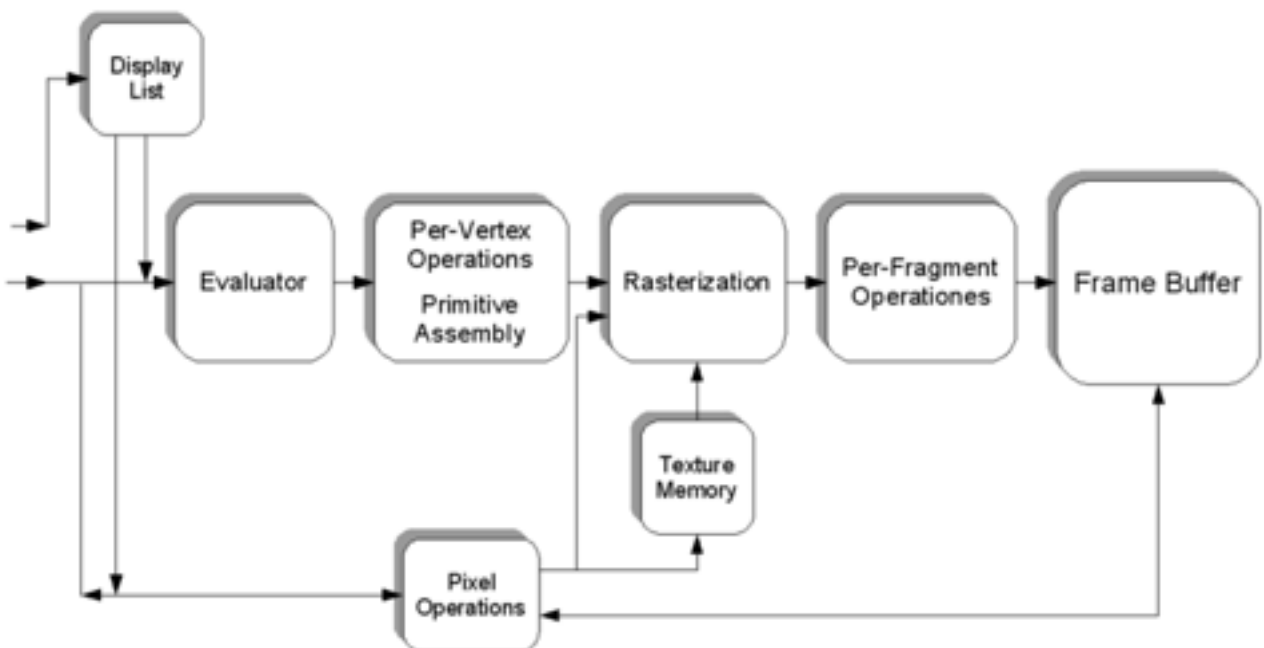 Display
List
Evaluator
Per-Vertex
Operations
Primitive
Assembly
Rasterization
Per-Fragment
Operationes
Frame Buffer
Texture
Memory
Pixel
Operations